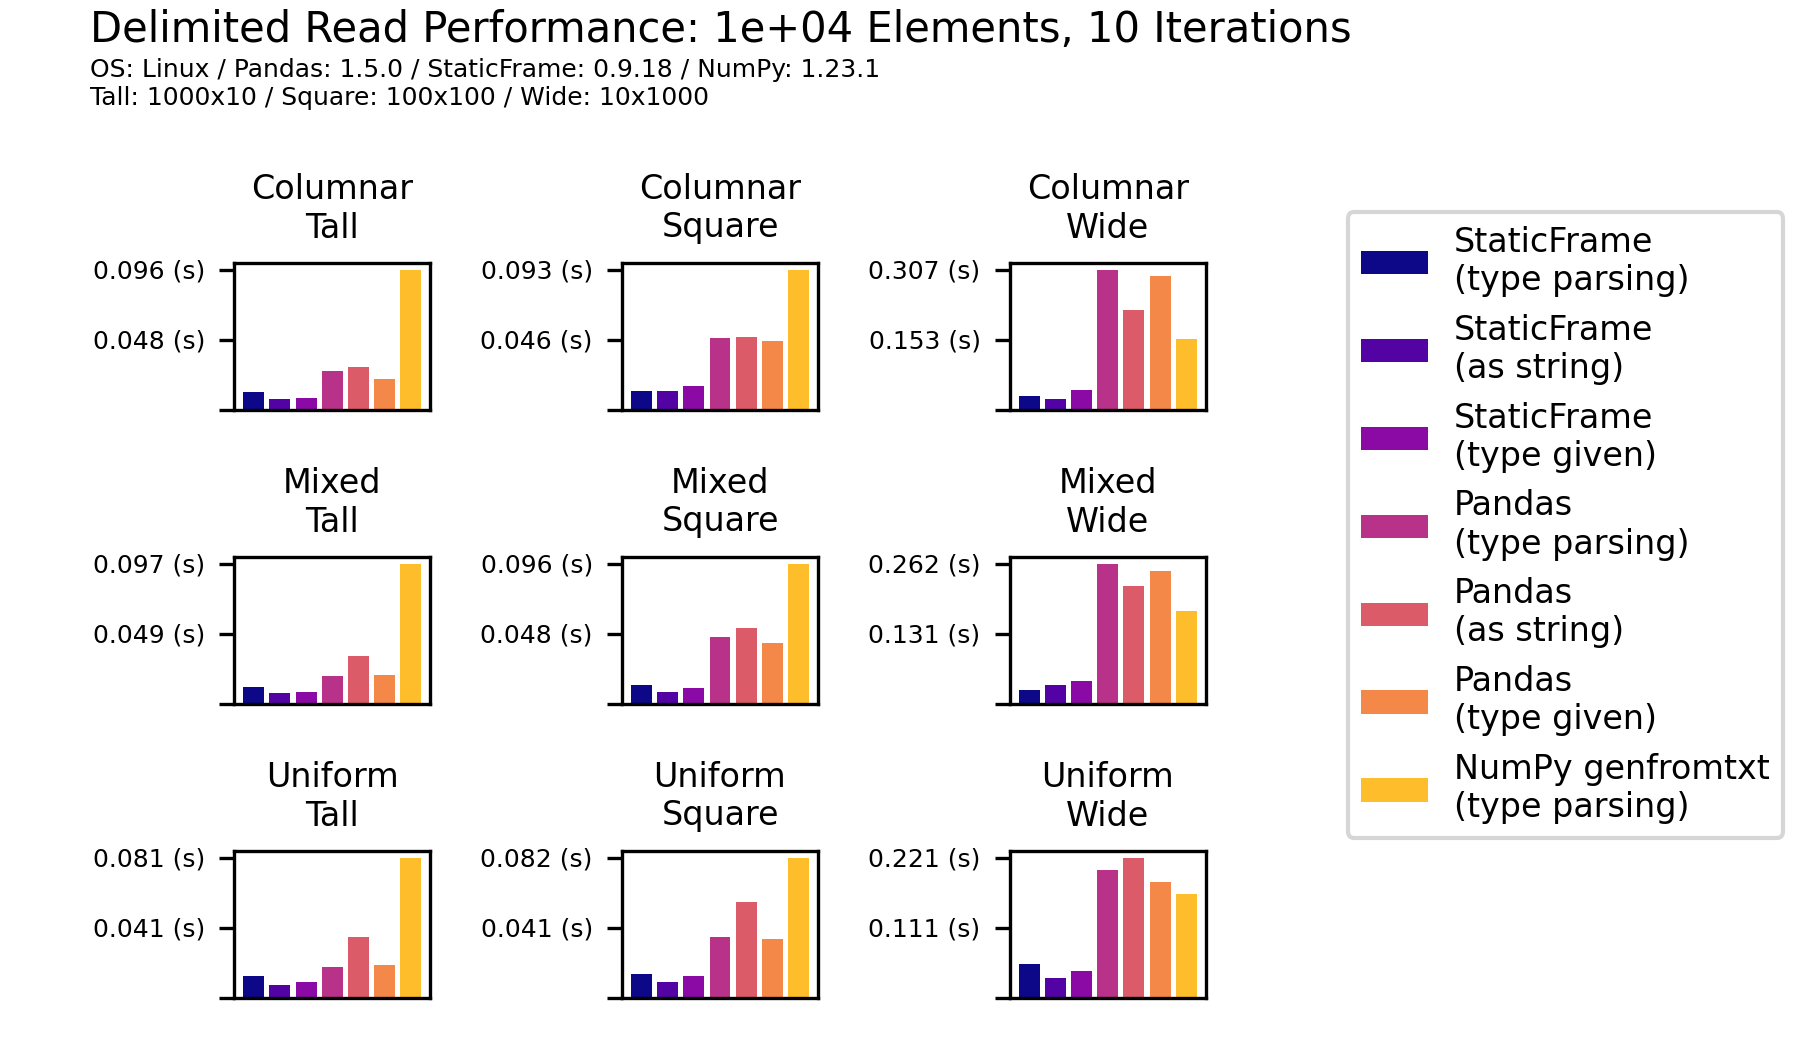 Delimited Read Performance: 1e+04 Elements, 10 Iterations
OS: Linux / Pandas: 1.5.0 / StaticFrame: 0.9.18 / NumPy: 1.23.1
Tall: 1000x10 / Square: 100x100 / Wide: 10x1000
Columnar
Tall
0.096 (s)
0.048 (s)
Columnar
Square
0.093 (s)
0.046 (s)
Columnar
Wide
0.307 (s)
0.153 (s)
Mixed
Tall
0.097 (s)
0.049 (s)
Mixed
Square
0.096 (s)
0.048 (s)
Mixed
Wide
0.262 (s)
0.131 (s)
Uniform
Tall
0.081 (s)
0.041 (s)
Uniform
Square
0.082 (s)
0.041 (s)
Uniform
Wide
0.221 (s)
0.111 (s)
StaticFrame
(type parsing)
StaticFrame
(as string)
StaticFrame
(type given)
Pandas
(type parsing)
Pandas
(as string)
Pandas
(type given)
NumPy genfromtxt
(type parsing)